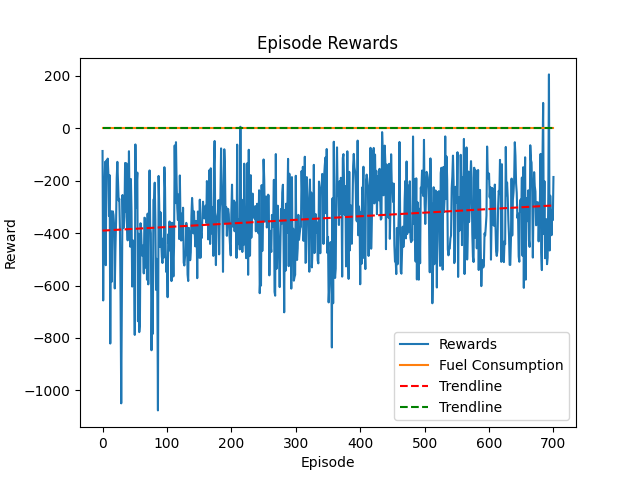 Episode Rewards
200
0
−200
−400
−600
−800
−1000
Reward
0
100
200
300
400
500
600
700
Episode
Rewards
Fuel Consumption
Trendline
Trendline